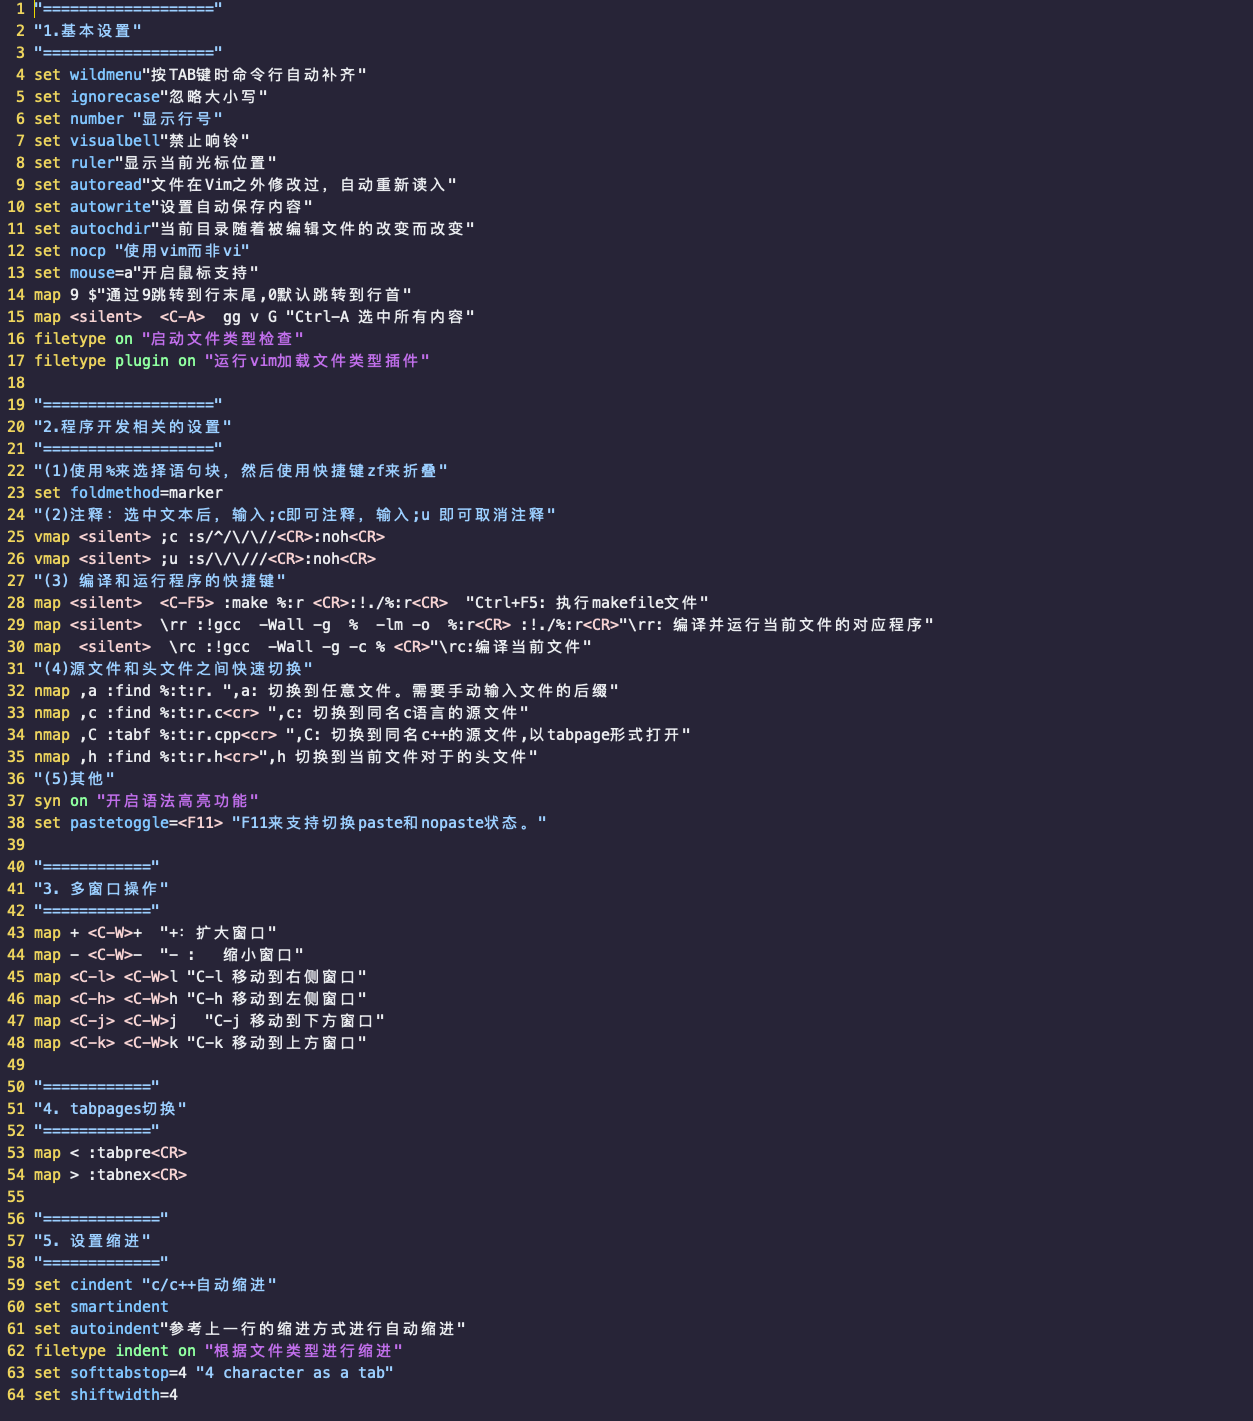 1 "==================="
2 "1.基本设置"
3 "==================="
4 set wildmenu"按TAB键时命令行自动补齐"
5 set ignorecase"忽略大小写"
6 set number "显示行号"
7 set visualbell"禁止响铃"
8 set ruler"显示当前光标位置"
9 set autoread"文件在Vim之外修改过，自动重新读入"
10 set autowrite"设置自动保存内容"
11 set autochdir"当前目录随着被编辑文件的改变而改变"
12 set nocp "使用vim而非vi"
13 set mouse=a"开启鼠标支持"
14 map 9 $"通过9跳转到行末尾,0默认跳转到行首"
15 map <silent>  <C-A>  gg v G "Ctrl-A 选中所有内容"
16 filetype on "启动文件类型检查"
17 filetype plugin on "运行vim加载文件类型插件"
18
19 "==================="
20 "2.程序开发相关的设置"
21 "==================="
22 "(1)使用%来选择语句块，然后使用快捷键zf来折叠"
23 set foldmethod=marker
24 "(2)注释：选中文本后，输入;c即可注释，输入;u 即可取消注释"
25 vmap <silent> ;c :s/^/\/\//<CR>:noh<CR>
26 vmap <silent> ;u :s/\/\///<CR>:noh<CR>
27 "(3) 编译和运行程序的快捷键"
28 map <silent>  <C-F5> :make %:r <CR>:!./%:r<CR>  "Ctrl+F5: 执行makefile文件"
29 map <silent>  \rr :!gcc  -Wall -g  %  -lm -o  %:r<CR> :!./%:r<CR>"\rr: 编译并运行当前文件的对应程序"
30 map  <silent>  \rc :!gcc  -Wall -g -c % <CR>"\rc:编译当前文件"
31 "(4)源文件和头文件之间快速切换"
32 nmap ,a :find %:t:r. ",a: 切换到任意文件。需要手动输入文件的后缀"
33 nmap ,c :find %:t:r.c<cr> ",c: 切换到同名c语言的源文件"
34 nmap ,C :tabf %:t:r.cpp<cr> ",C: 切换到同名c++的源文件,以tabpage形式打开"
35 nmap ,h :find %:t:r.h<cr>",h 切换到当前文件对于的头文件"
36 "(5)其他"
37 syn on "开启语法高亮功能"
38 set pastetoggle=<F11> "F11来支持切换paste和nopaste状态。"
39
40 "============"
41 "3. 多窗口操作"
42 "============"
43 map + <C-W>+  "+：扩大窗口"
44 map - <C-W>-  "- :   缩小窗口"
45 map <C-l> <C-W>l "C-l 移动到右侧窗口"
46 map <C-h> <C-W>h "C-h 移动到左侧窗口"
47 map <C-j> <C-W>j   "C-j 移动到下方窗口"
48 map <C-k> <C-W>k "C-k 移动到上方窗口"
49
50 "============"
51 "4. tabpages切换"
52 "============"
53 map < :tabpre<CR>
54 map > :tabnex<CR>
55
56 "============="
57 "5. 设置缩进"
58 "============="
59 set cindent "c/c++自动缩进"
60 set smartindent
61 set autoindent"参考上一行的缩进方式进行自动缩进"
62 filetype indent on "根据文件类型进行缩进"
63 set softtabstop=4 "4 character as a tab"
64 set shiftwidth=4